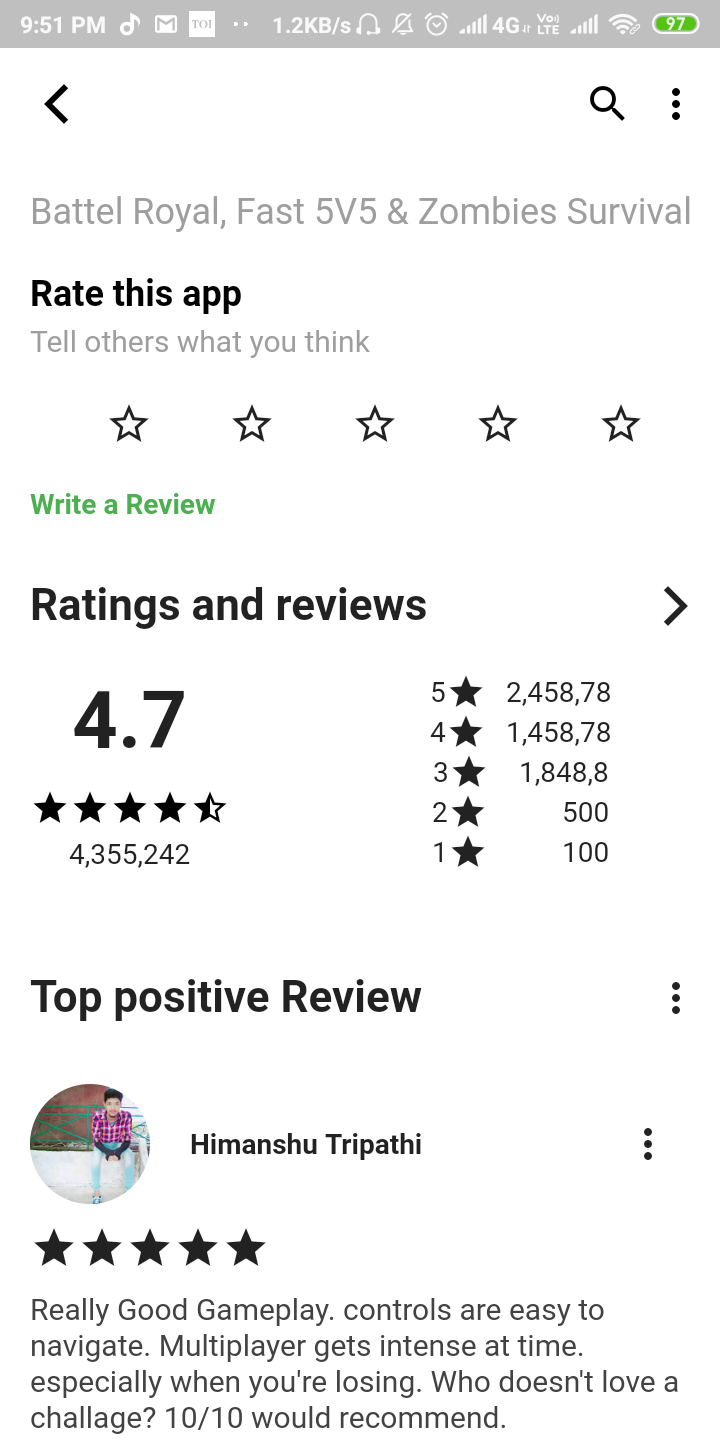 9:51 PM TOI 1.2KB/s 4G Vo)) LTE 97
Battel Royal, Fast 5V5 & Zombies Survival
Rate this app
Tell others what you think
Write a Review
Ratings and reviews
4.7
4,355,242
5 2,458,78
4 1,458,78
3 1,848,8
2 500
1 100
Top positive Review
Himanshu Tripathi
Really Good Gameplay. controls are easy to
navigate. Multiplayer gets intense at time.
especially when you're losing. Who doesn't love a
challage? 10/10 would recommend.